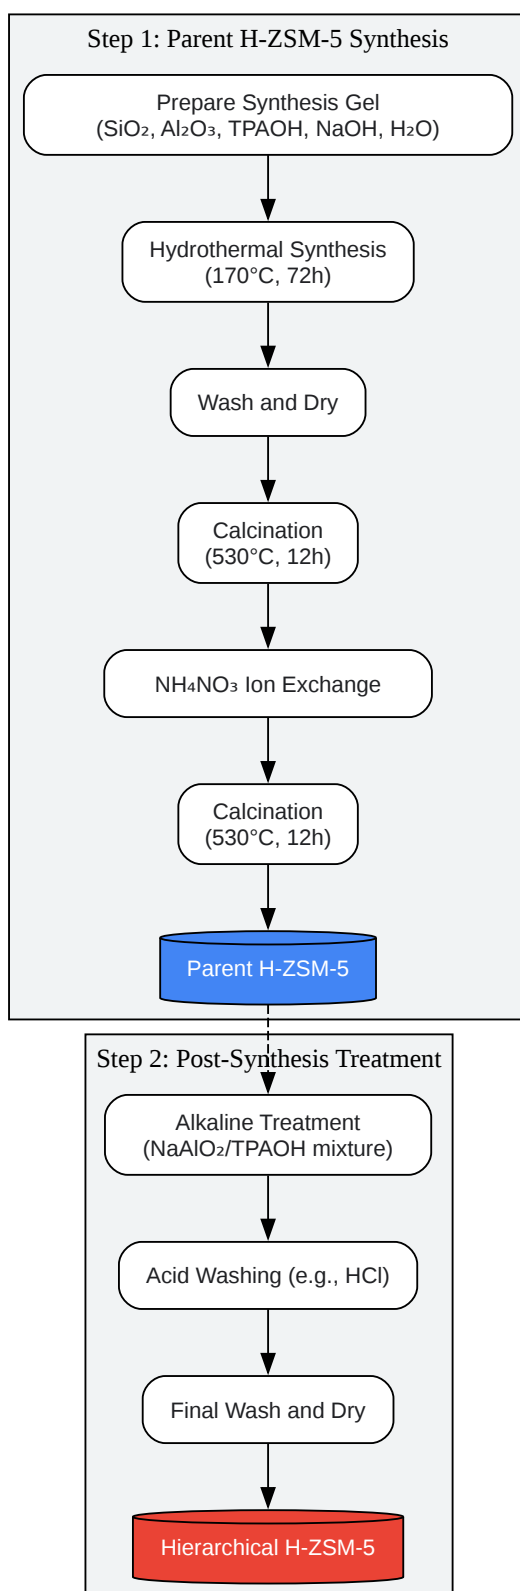 Step 1: Parent H-ZSM-5 Synthesis
Prepare Synthesis Gel
(SiO₂, Al₂O₃, TPAOH, NaOH, H₂O)
Hydrothermal Synthesis
(170°C, 72h)
Wash and Dry
Calcination
(530°C, 12h)
NH₄NO₃ Ion Exchange
Calcination
(530°C, 12h)
Parent H-ZSM-5
Step 2: Post-Synthesis Treatment
Alkaline Treatment
(NaAlO₂/TPAOH mixture)
Acid Washing (e.g., HCl)
Final Wash and Dry
Hierarchical H-ZSM-5